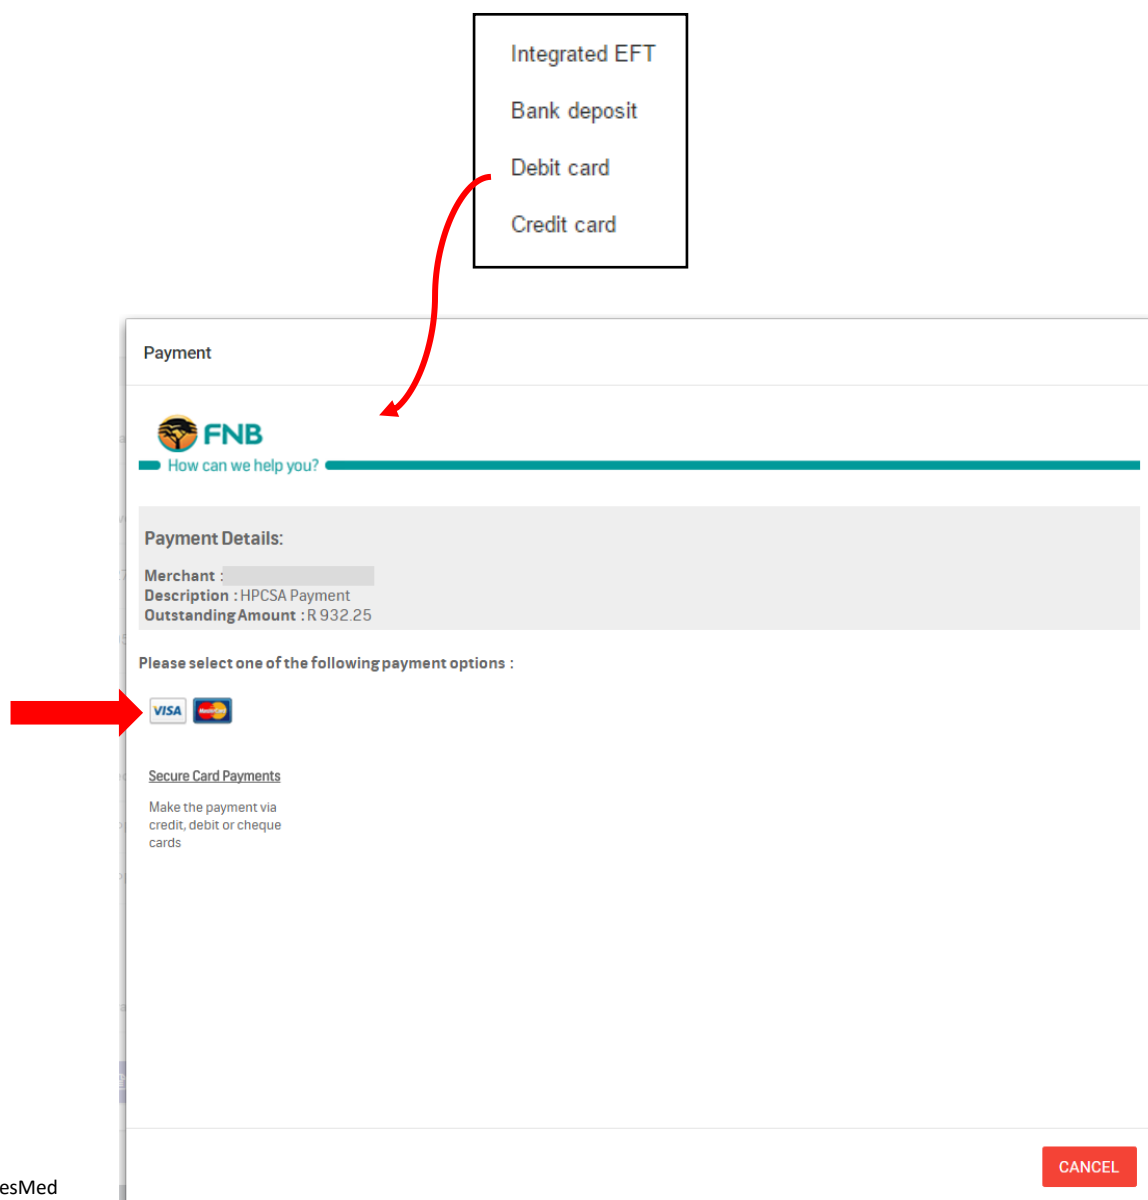 Integrated EFT
Bank deposit
Debit card
Credit card
Payment
FNB
How can we help you?
Payment Details:
Merchant :
Description : HPCSA Payment
Outstanding Amount : R 932.25
Please select one of the following payment options :
VISA MasterCard
Secure Card Payments
Make the payment via
credit, debit or cheque
cards
CANCEL
esMed